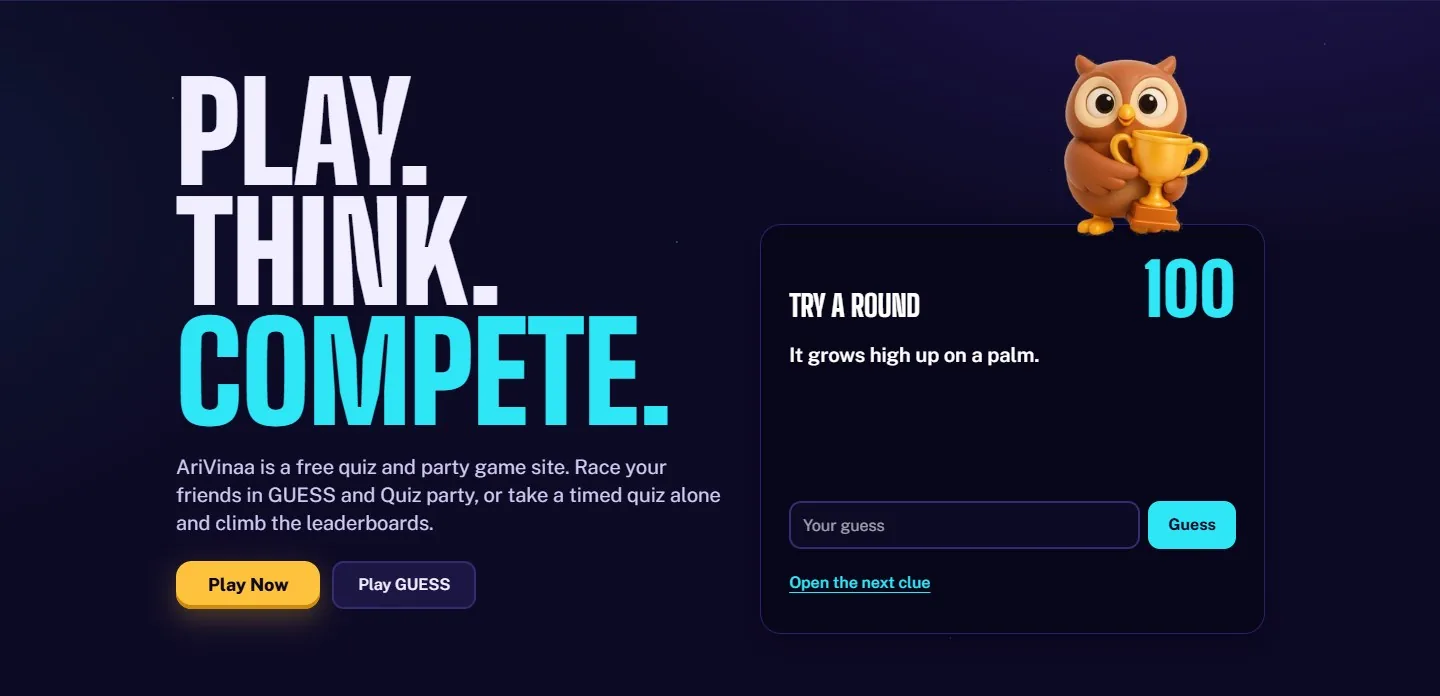 PLAY.
THINK.
COMPETE.
AriVinaa is a free quiz and party game site. Race your
friends in GUESS and Quiz party, or take a timed quiz alone
and climb the leaderboards.
Play Now
Play GUESS
TRY A ROUND
100
It grows high up on a palm.
Your guess
Guess
Open the next clue